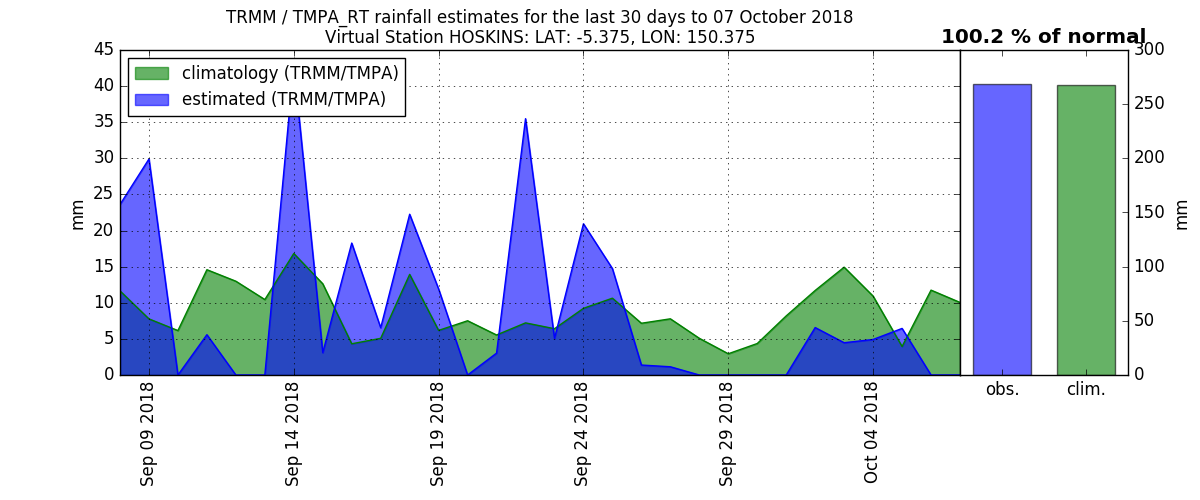 TRMM / TMPA_RT rainfall estimates for the last 30 days to 07 October 2018
Virtual Station HOSKINS: LAT: -5.375, LON: 150.375
100.2 % of normal
climatology (TRMM/TMPA)
estimated (TRMM/TMPA)
45
40
35
30
25
20
15
10
5
0
mm
Sep 09 2018
Sep 14 2018
Sep 19 2018
Sep 24 2018
Sep 29 2018
Oct 04 2018
obs.
clim.
300
250
200
150
100
50
0
mm